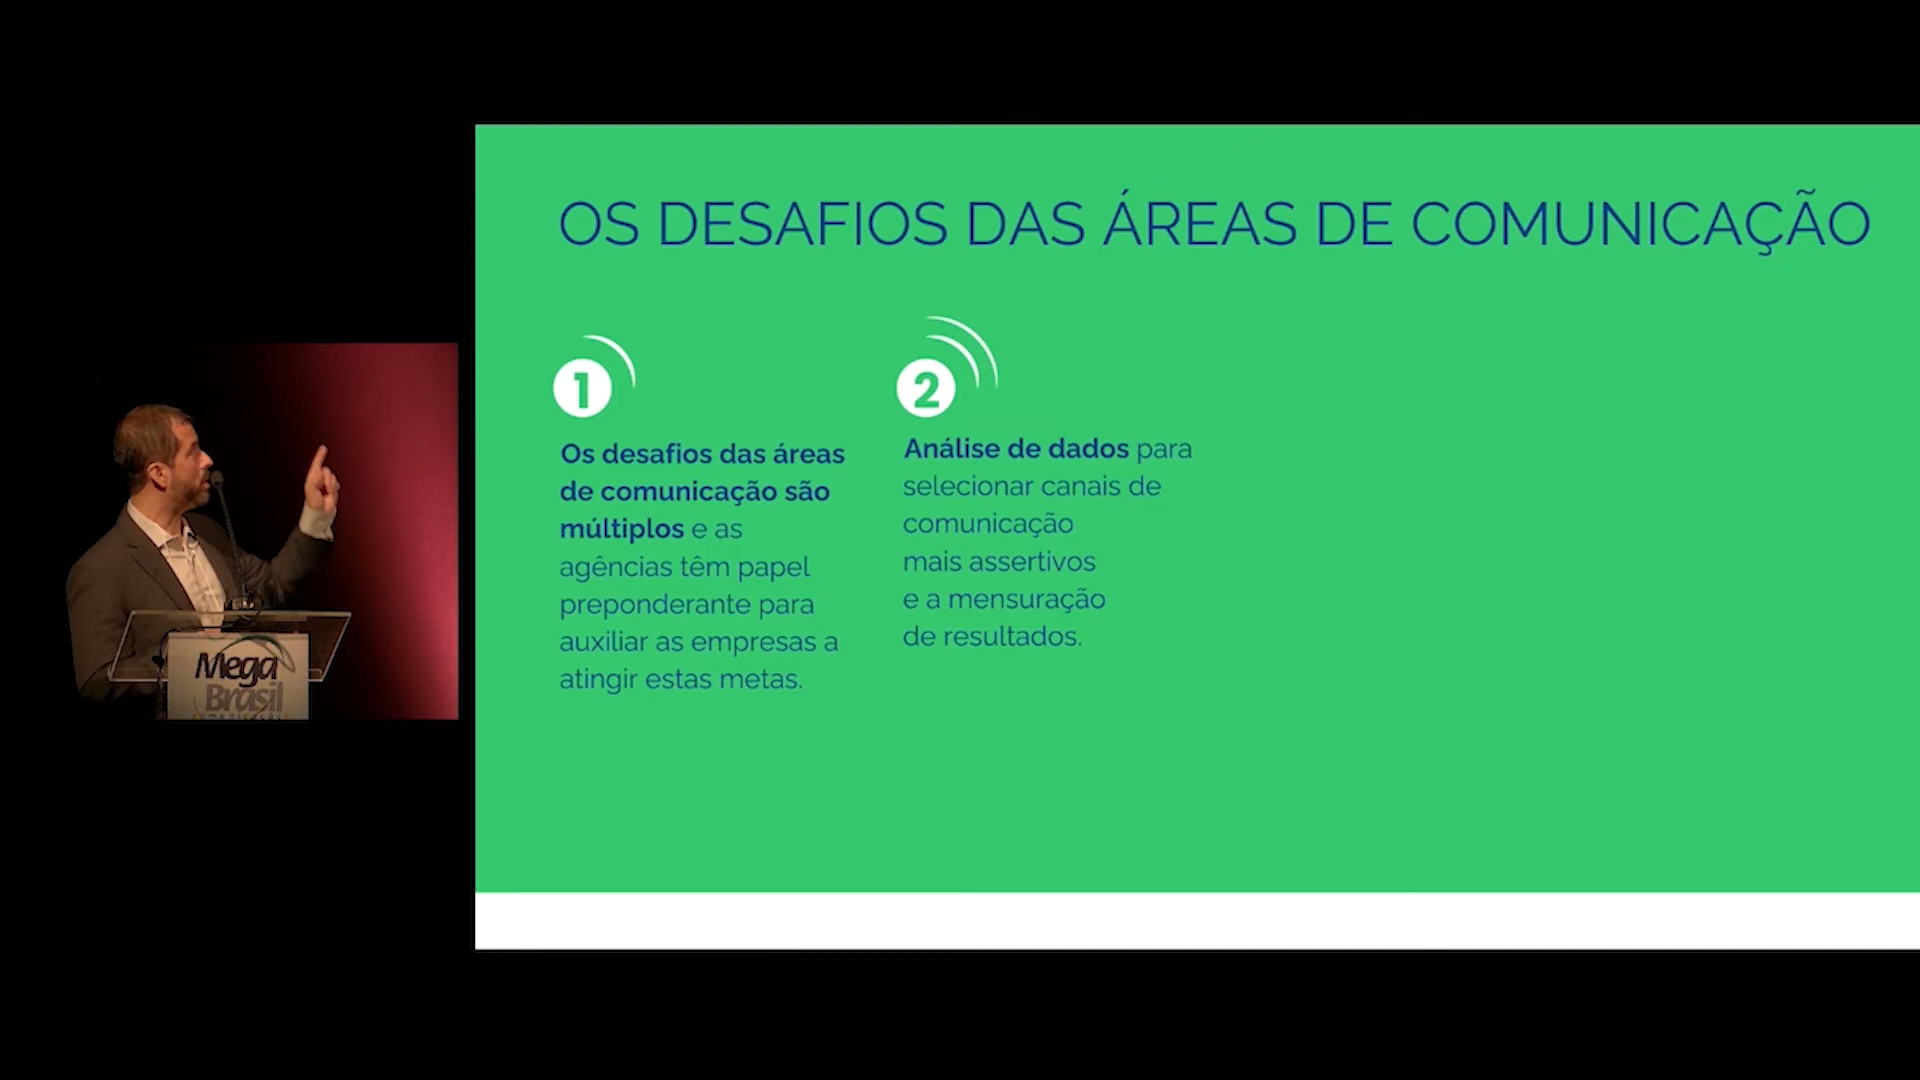 OS DESAFIOS DAS ÁREAS DE COMUNICAÇÃO
1
Os desafios das áreas
de comunicação são
múltiplos e as
agências têm papel
preponderante para
auxiliar as empresas a
atingir estas metas.
2
Análise de dados para
selecionar canais de
comunicação
mais assertivos
e a mensuração
de resultados.
Mega
Brasil